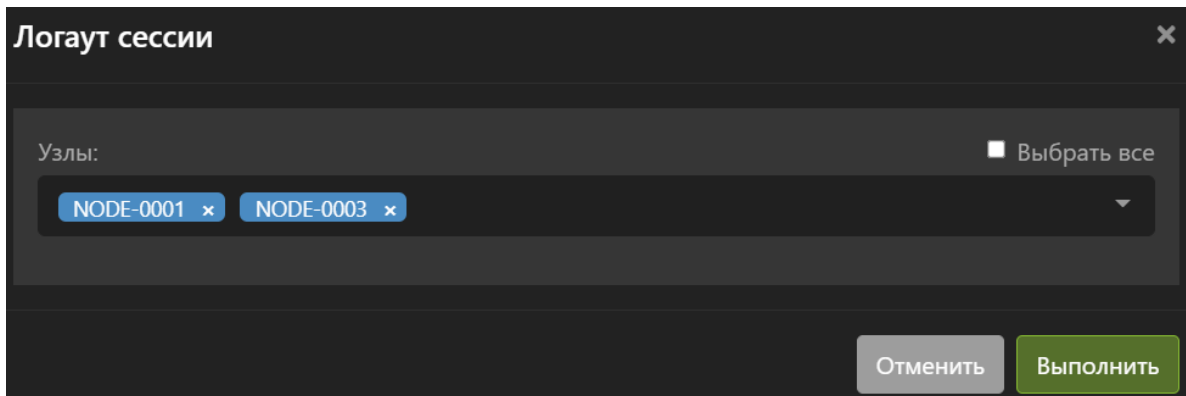 Логаут сессии
Узлы:
Выбрать все
NODE-0001 × NODE-0003 ×
Отменить
Выполнить